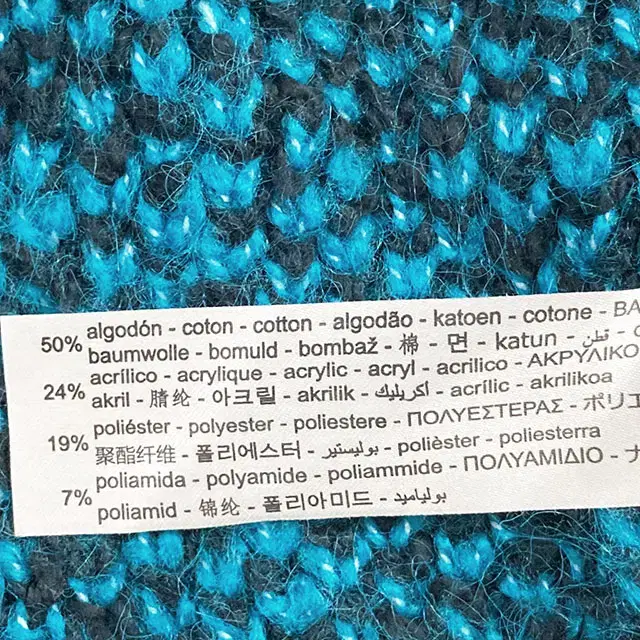 50% algodón - coton - cotton - algodão - katoen - cotone -
baumwolle - bomuld - bombaž - 棉 - 면 - katun - قطن -
24% acrílico - acrylique - acrylic - acryl - acrilico - ΑΚΡΥΛΙΚΟ
akril - 腈纶 - 아크릴 - akrilik - اكريليك - acrílic - akrilikoa
19% poliéster - polyester - poliestere - ΠΟΛΥΕΣΤΕΡΑΣ - ポリエ
聚酯纤维 - 폴리에스터 - بوليستير - polièster - poliesterra
7% poliamida - polyamide - poliammide - ΠΟΛΥΑΜΙΔΙΟ - ナ
poliamid - 锦纶 - 폴리아미드 - بولياميد